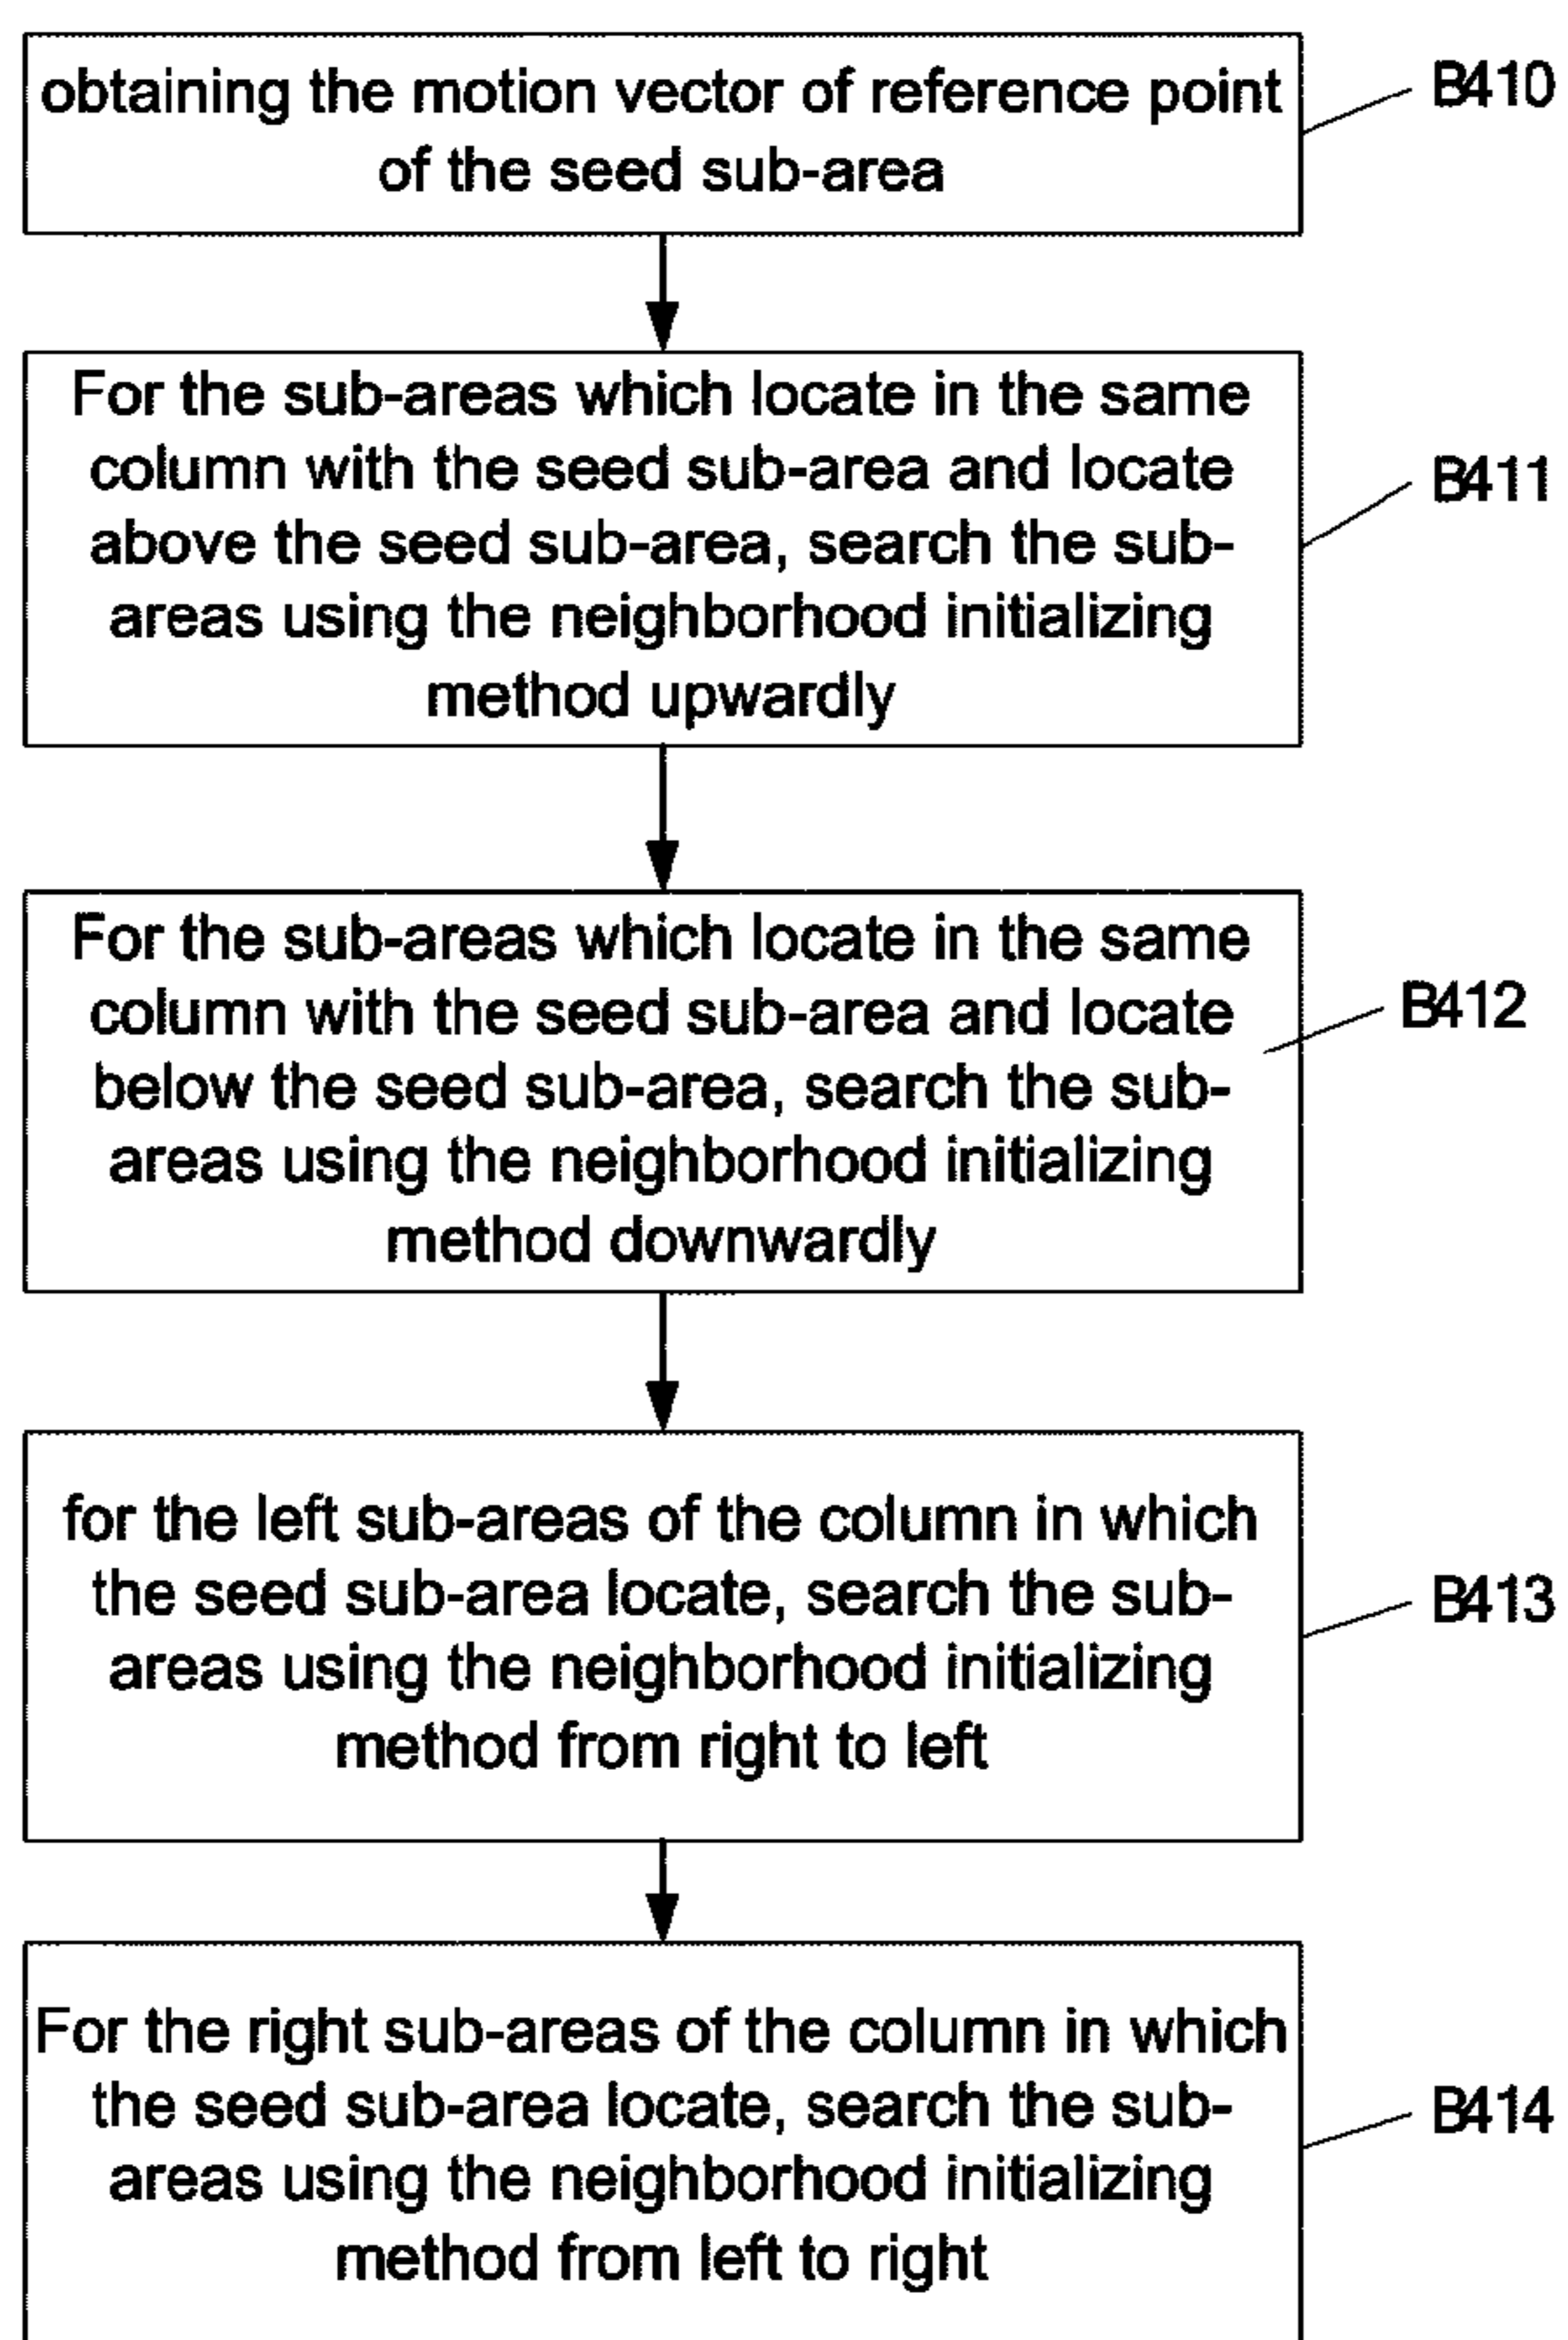 obtaining the motion vector of reference point
of the seed sub-area
B410
For the sub-areas which locate in the same
column with the seed sub-area and locate
above the seed sub-area, search the sub-
areas using the neighborhood initializing
method upwardly
B411
For the sub-areas which locate in the same
column with the seed sub-area and locate
below the seed sub-area, search the sub-
areas using the neighborhood initializing
method downwardly
B412
for the left sub-areas of the column in which
the seed sub-area locate, search the sub-
areas using the neighborhood initializing
method from right to left
B413
For the right sub-areas of the column in which
the seed sub-area locate, search the sub-
areas using the neighborhood initializing
method from left to right
B414